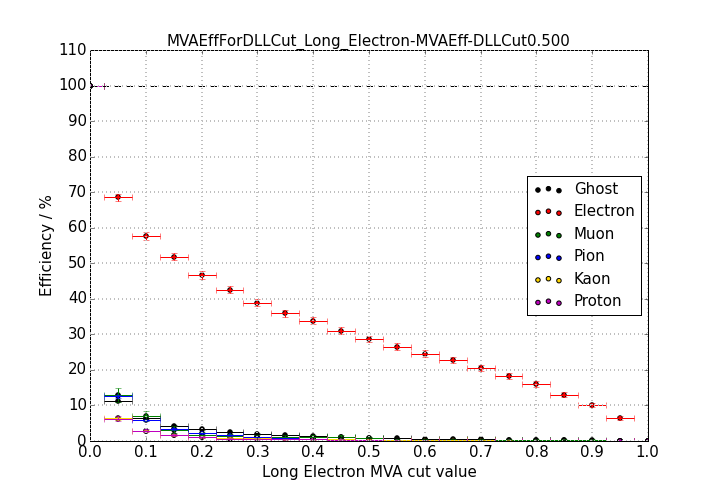 MVAEffForDLLCut_Long_Electron-MVAEff-DLLCut0.500
110
100
90
80
70
60
50
40
30
20
10
0
Efficiency / %
Ghost
Electron
Muon
Pion
Kaon
Proton
0.0 0.1 0.2 0.3 0.4 0.5 0.6 0.7 0.8 0.9 1.0
Long Electron MVA cut value